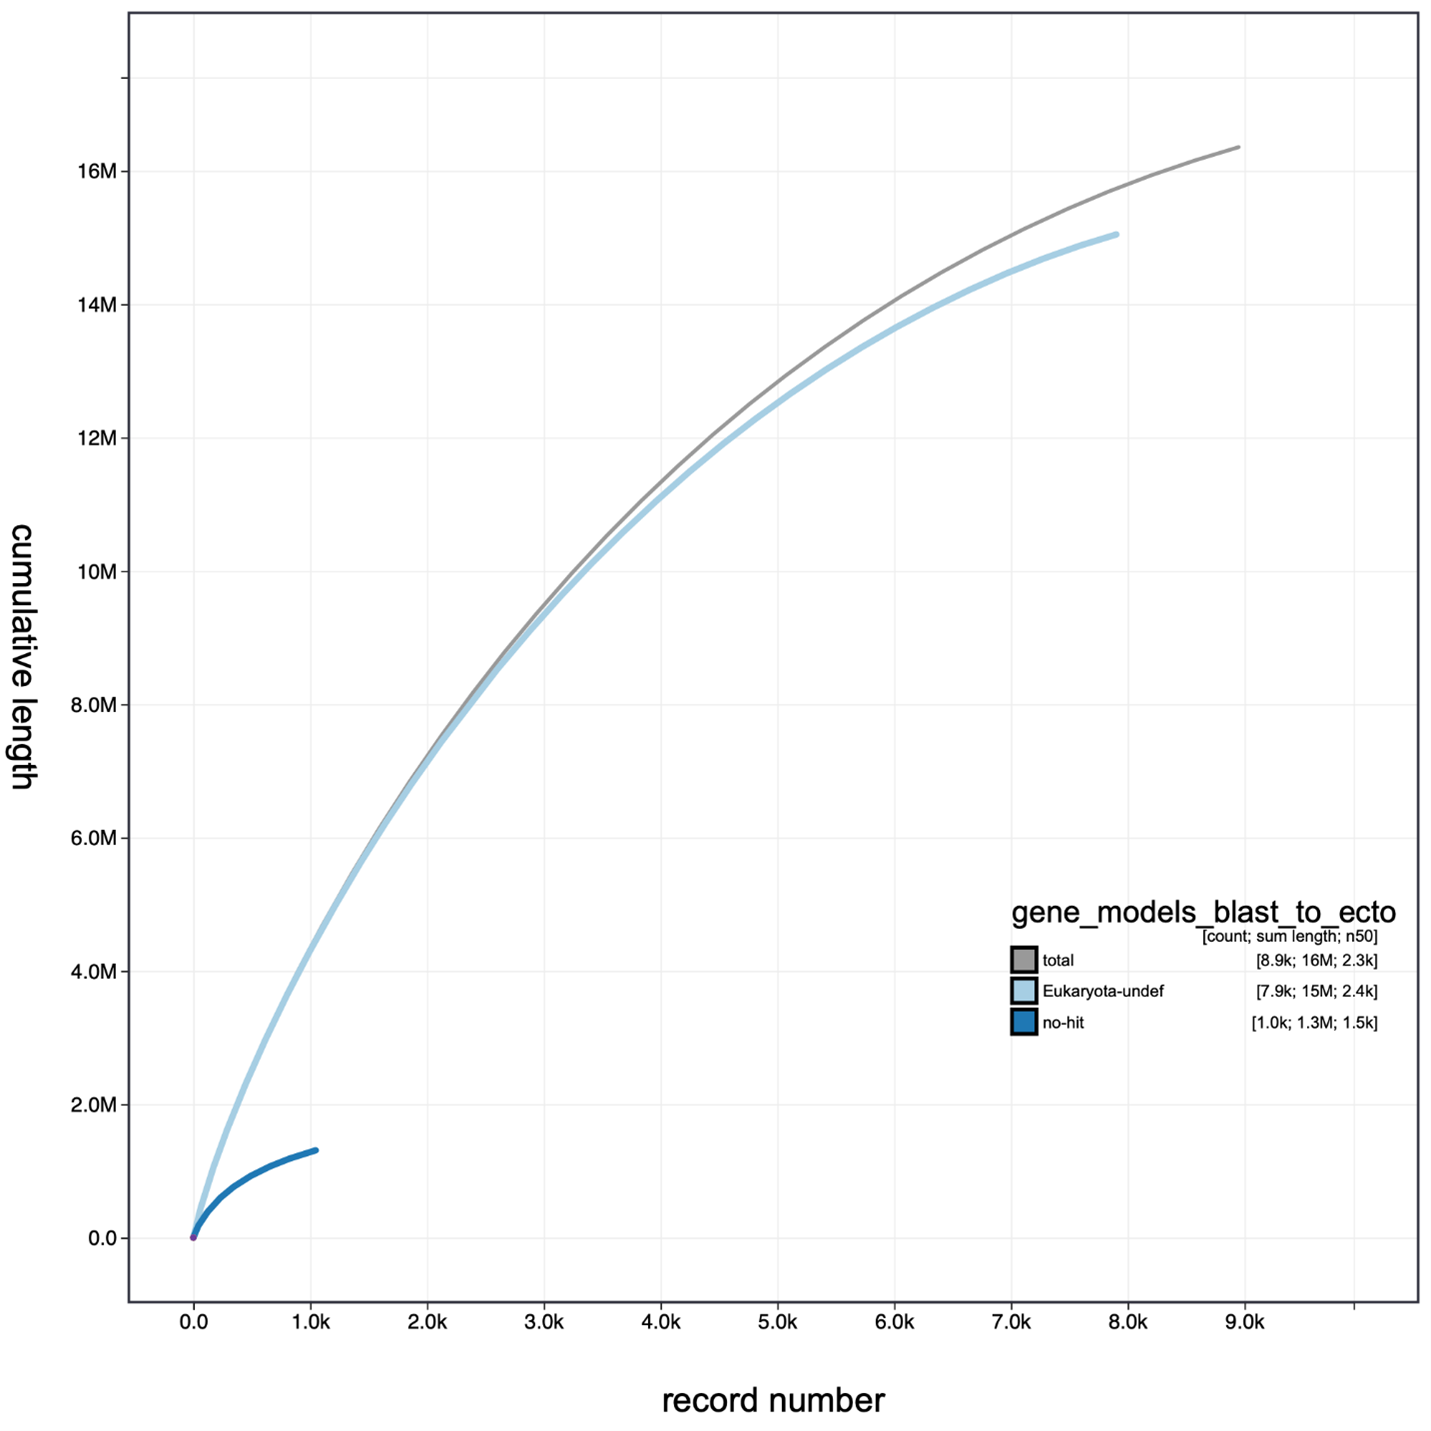 cumulative length
16M
14M
12M
10M
8.0M
6.0M
4.0M
2.0M
0.0
gene_models_blast_to_ecto
[count; sum length; n50]
total [8.9k; 16M; 2.3k]
Eukaryota-undef [7.9k; 15M; 2.4k]
no-hit [1.0k; 1.3M; 1.5k]
0.0 1.0k 2.0k 3.0k 4.0k 5.0k 6.0k 7.0k 8.0k 9.0k
record number